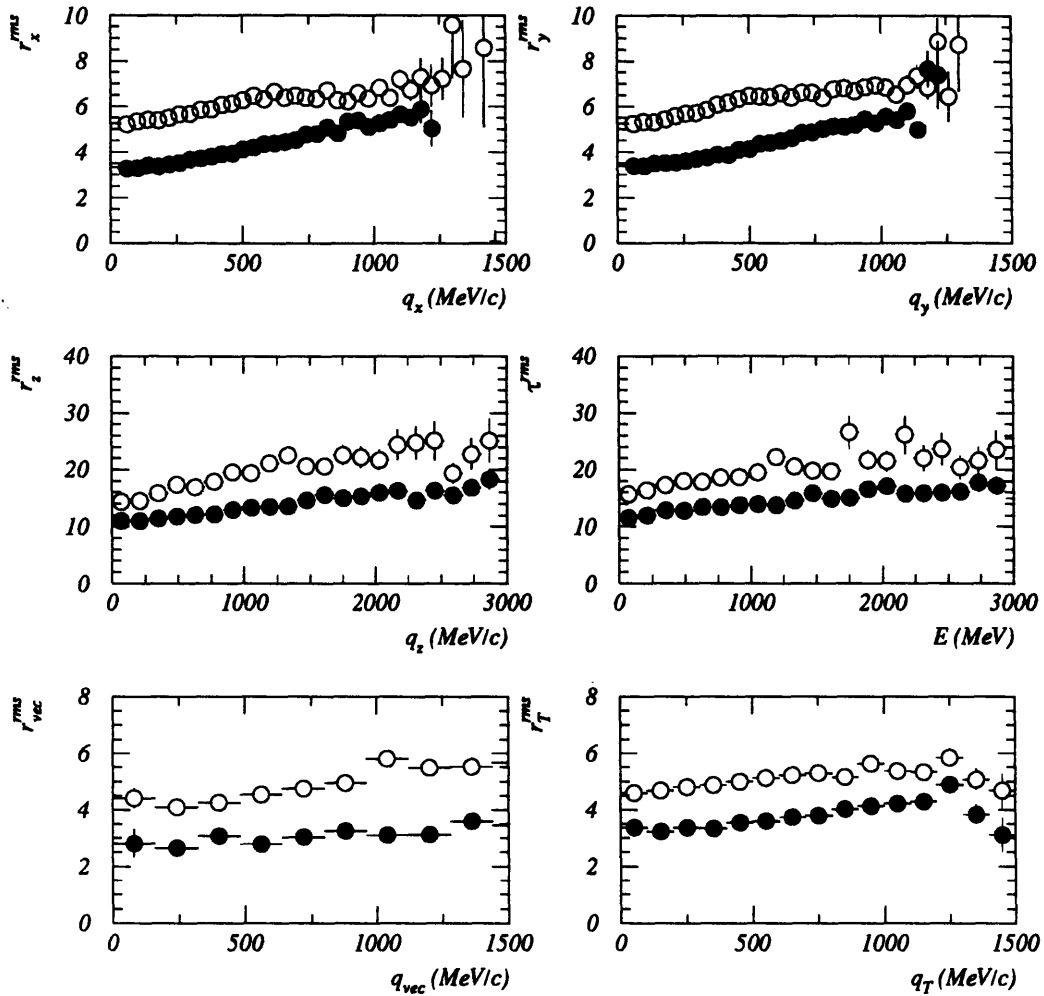 r_x^rms
10
8
6
4
2
0
0 500 1000 1500
q_x (MeV/c)
r_y^rms
10
8
6
4
2
0
0 500 1000 1500
q_y (MeV/c)
r_z^rms
40
30
20
10
0
0 1000 2000 3000
q_z (MeV/c)
τ^rms
40
30
20
10
0
0 1000 2000 3000
E (MeV)
r_vec^rms
8
6
4
2
0
0 500 1000 1500
q_vec (MeV/c)
r_T^rms
8
6
4
2
0
0 500 1000 1500
q_T (MeV/c)